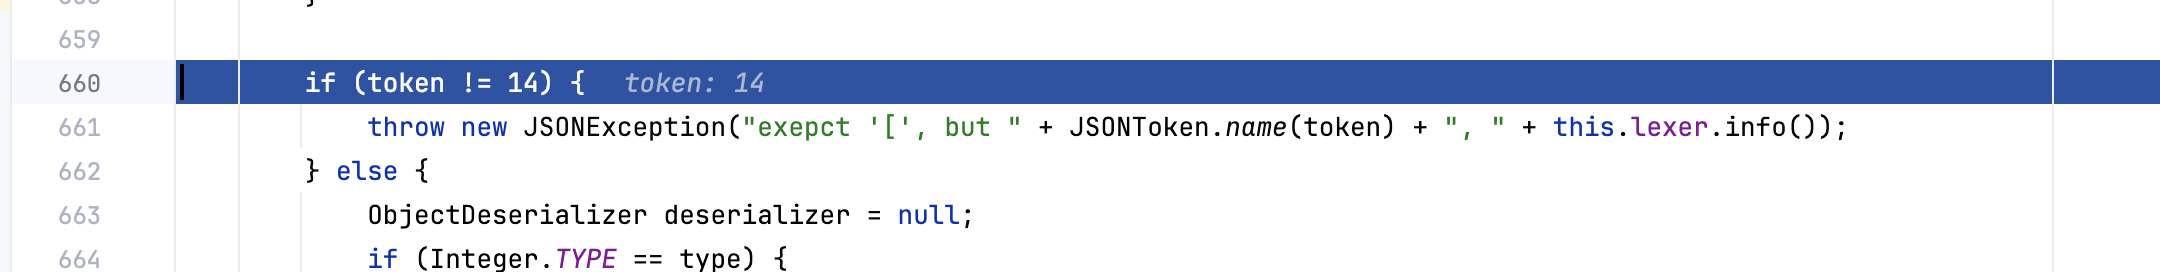 659
660 if (token != 14) { token: 14
661 throw new JSONException("exepct '[', but " + JSONToken.name(token) + ", " + this.lexer.info());
662 } else {
663 ObjectDeserializer deserializer = null;
664 if (Integer.TYPE == type) {